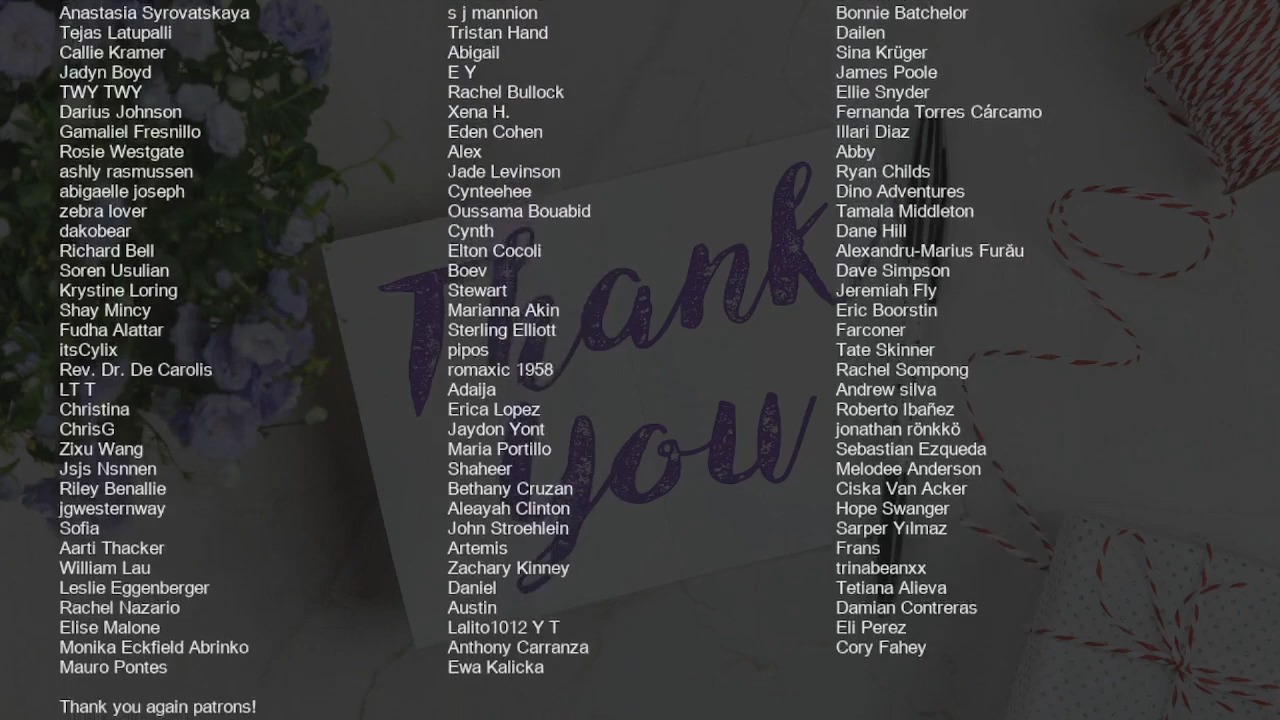 Anastasia Syrovatskaya
Tejas Latupalli
Callie Kramer
Jadyn Boyd
TWY TWY
Darius Johnson
Gamaliel Fresnillo
Rosie Westgate
ashly rasmussen
abigaelle joseph
zebra lover
dakobear
Richard Bell
Soren Usulian
Krystine Loring
Shay Mincy
Fudha Alattar
itsCylix
Rev. Dr. De Carolis
LT T
Christina
ChrisG
Zixu Wang
Jsjs Nsnnen
Riley Benallie
jgwesternway
Sofia
Aarti Thacker
William Lau
Leslie Eggenberger
Rachel Nazario
Elise Malone
Monika Eckfield Abrinko
Mauro Pontes
Thank you again patrons!
s j mannion
Tristan Hand
Abigail
E Y
Rachel Bullock
Xena H.
Eden Cohen
Alex
Jade Levinson
Cynteehee
Oussama Bouabid
Cynth
Elton Cocoli
Boev
Stewart
Marianna Akin
Sterling Elliott
pipos
romaxic 1958
Adaija
Erica Lopez
Jaydon Yont
Maria Portillo
Shaheer
Bethany Cruzan
Aleayah Clinton
John Stroehlein
Artemis
Zachary Kinney
Daniel
Austin
Lalito1012 Y T
Anthony Carranza
Ewa Kalicka
Bonnie Batchelor
Dailen
Sina Krüger
James Poole
Ellie Snyder
Fernanda Torres Cárcamo
Illari Diaz
Abby
Ryan Childs
Dino Adventures
Tamala Middleton
Dane Hill
Alexandru-Marius Furău
Dave Simpson
Jeremiah Fly
Eric Boorstin
Farconer
Tate Skinner
Rachel Sompong
Andrew silva
Roberto Ibañez
jonathan rönkkö
Sebastian Ezqueda
Melodee Anderson
Ciska Van Acker
Hope Swanger
Sarper Yılmaz
Frans
trinabeanxx
Tetiana Alieva
Damian Contreras
Eli Perez
Cory Fahey
Thank
you